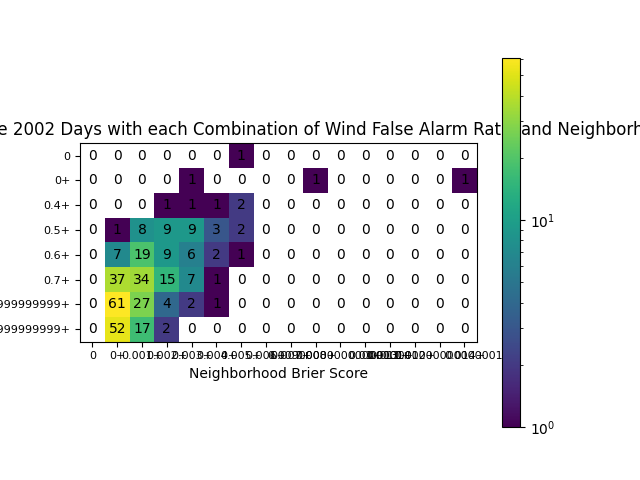 e 2002 Days with each Combination of Wind False Alarm Rat and Neighborh
0 0 0 0 0 0 0 1 0 0 0 0 0 0 0 0 0
0+ 0 0 0 0 1 0 0 0 0 1 0 0 0 0 0 1
0.4+ 0 0 0 1 1 1 2 0 0 0 0 0 0 0 0 0
0.5+ 0 1 8 9 9 3 2 0 0 0 0 0 0 0 0 0
0.6+ 0 7 19 9 6 2 1 0 0 0 0 0 0 0 0 0
0.7+ 0 37 34 15 7 1 0 0 0 0 0 0 0 0 0 0
999999999+ 0 61 27 4 2 1 0 0 0 0 0 0 0 0 0 0
999999999+ 0 52 17 2 0 0 0 0 0 0 0 0 0 0 0 0
0 0+
Neighborhood Brier Score
10¹
10⁰